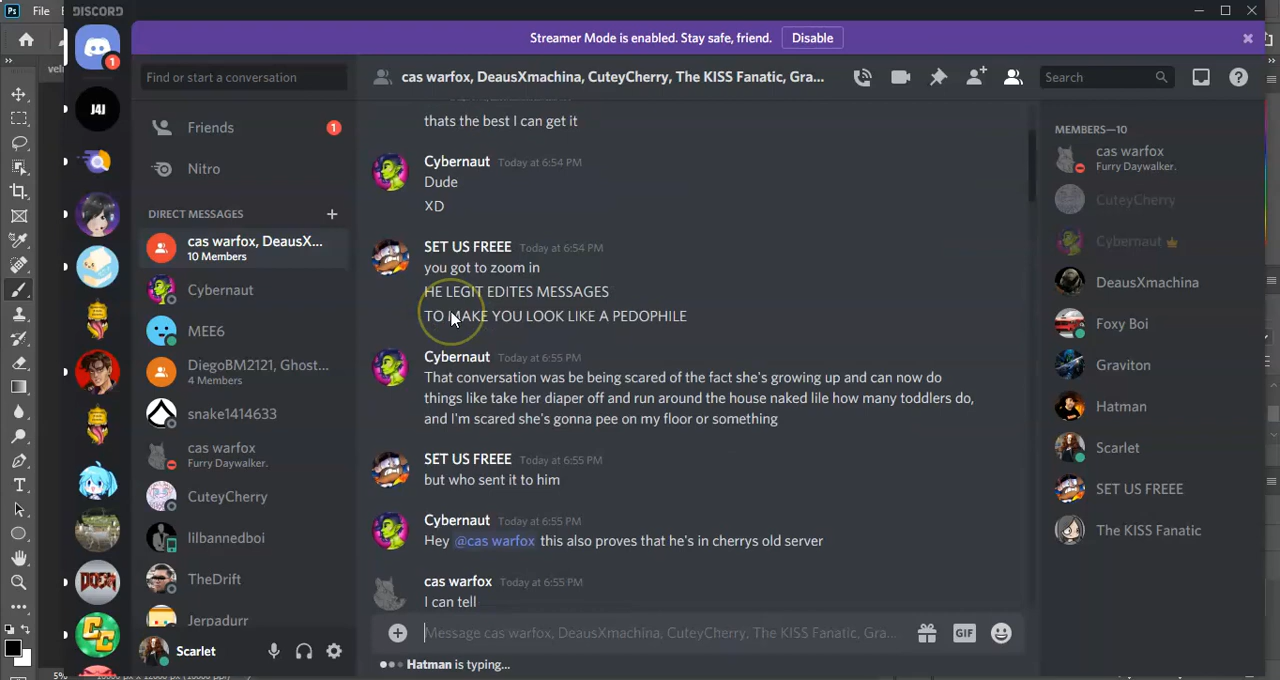 Ps
File
DISCORD
Streamer Mode is enabled. Stay safe, friend.
Disable
1
Find or start a conversation
cas warfox, DeausXmachina, CuteyCherry, The KISS Fanatic, Gra...
Search
J4J
Friends
1
Nitro
DIRECT MESSAGES
cas warfox, DeausX...
10 Members
Cybernaut
MEE6
DiegoBM2121, Ghost...
4 Members
snake1414633
cas warfox
Furry Daywalker.
CuteyCherry
lilbannedboi
TheDrift
Jerpadurr
Scarlet
DOOM
CC
thats the best I can get it
Cybernaut Today at 6:54 PM
Dude
XD
SET US FREEE Today at 6:54 PM
you got to zoom in
HE LEGIT EDITES MESSAGES
TO MAKE YOU LOOK LIKE A PEDOPHILE
Cybernaut Today at 6:55 PM
That conversation was be being scared of the fact she's growing up and can now do
things like take her diaper off and run around the house naked lile how many toddlers do,
and I'm scared she's gonna pee on my floor or something
SET US FREEE Today at 6:55 PM
but who sent it to him
Cybernaut Today at 6:55 PM
Hey @cas warfox this also proves that he's in cherrys old server
cas warfox Today at 6:55 PM
I can tell
Message cas warfox, DeausXmachina, CuteyCherry, The KISS Fanatic, Gra...
GIF
Hatman is typing...
MEMBERS—10
cas warfox
Furry Daywalker.
CuteyCherry
Cybernaut
DeausXmachina
Foxy Boi
Graviton
Hatman
Scarlet
SET US FREEE
The KISS Fanatic
5%